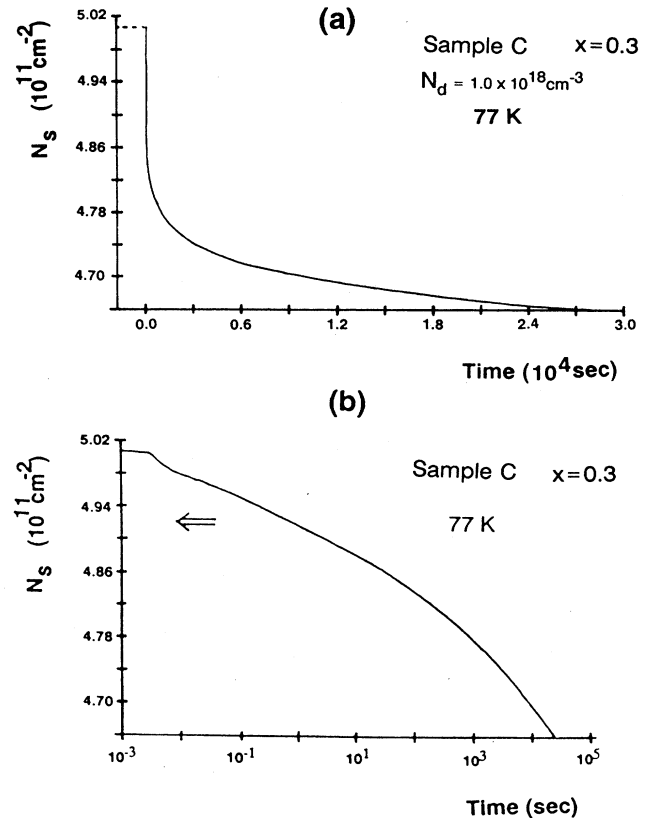 (a)
5.02
4.94
4.86
4.78
4.70
N_s (10^11 cm^-2)
Sample C x=0.3
N_d = 1.0 x 10^18 cm^-3
77 K
0.0 0.6 1.2 1.8 2.4 3.0
Time (10^4 sec)
(b)
5.02
4.94
4.86
4.78
4.70
N_s (10^11 cm^-2)
Sample C x=0.3
77 K
10^-3 10^-1 10^1 10^3 10^5
Time (sec)